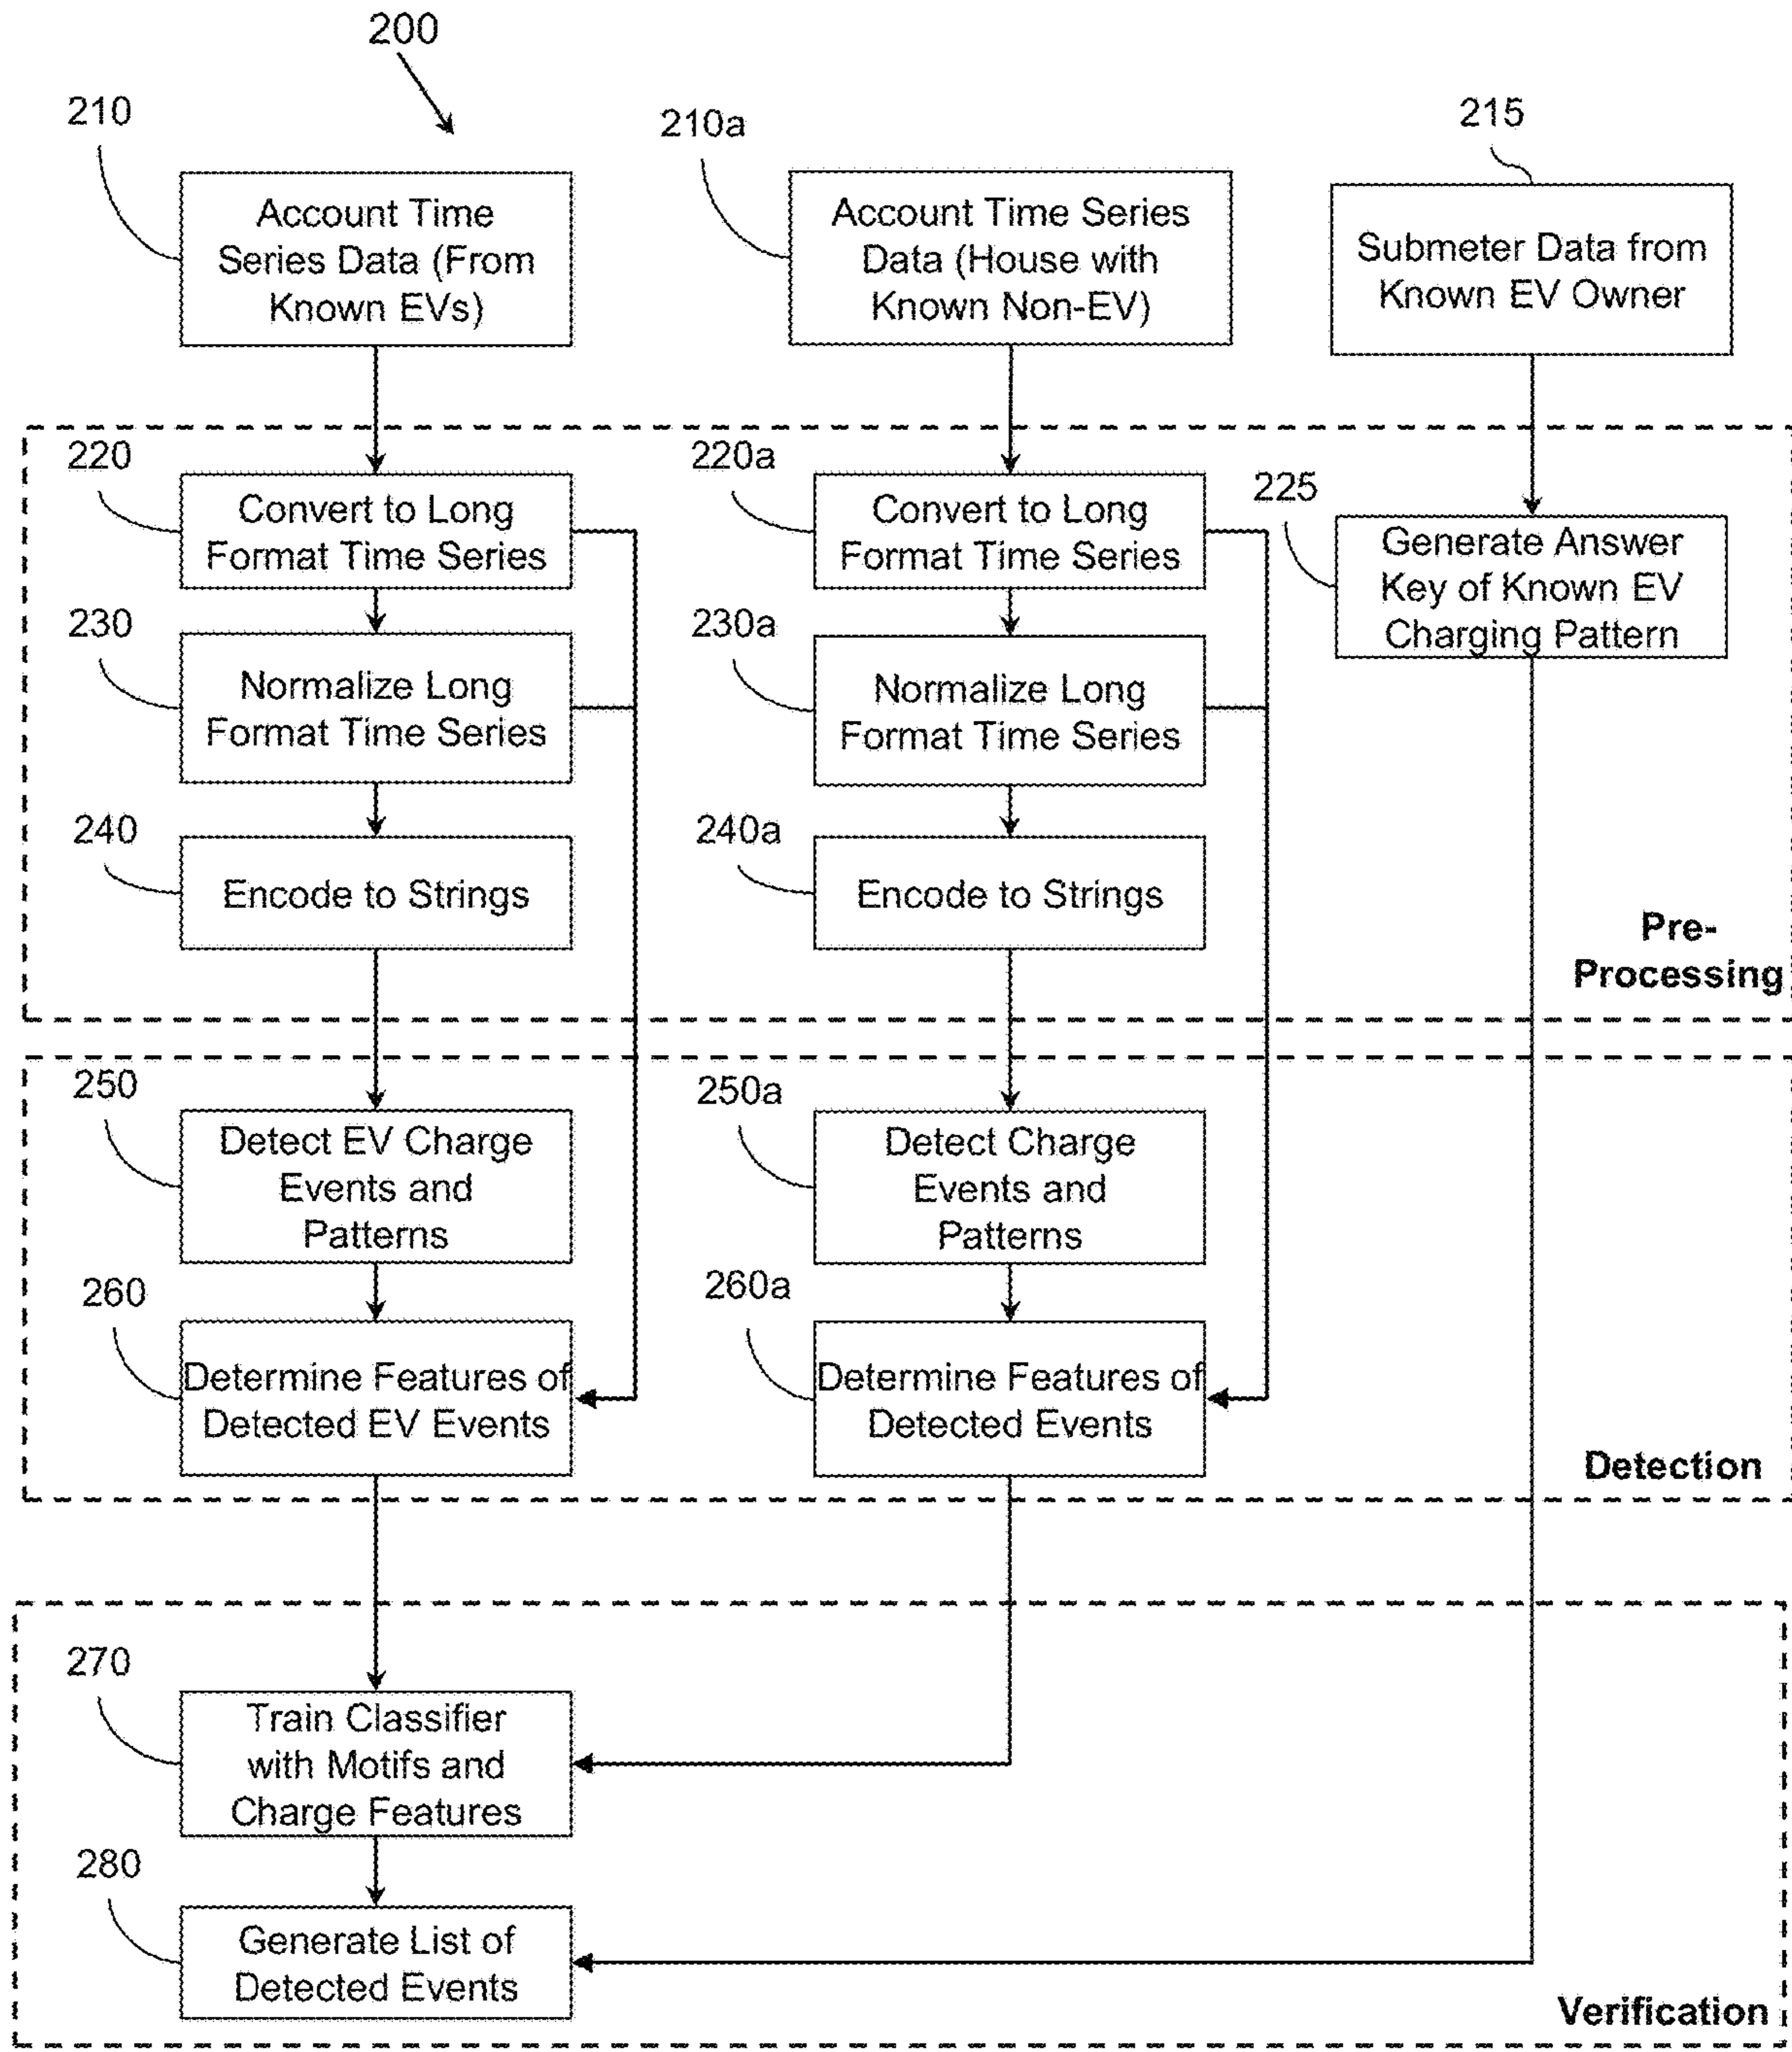 200
210
210a
215
Account Time
Series Data (From
Known EVs)
Account Time Series
Data (House with
Known Non-EV)
Submeter Data from
Known EV Owner
220
Convert to Long
Format Time Series
220a
Convert to Long
Format Time Series
225
Generate Answer
Key of Known EV
Charging Pattern
230
Normalize Long
Format Time Series
230a
Normalize Long
Format Time Series
240
Encode to Strings
240a
Encode to Strings
Pre-
Processing
250
Detect EV Charge
Events and
Patterns
250a
Detect Charge
Events and
Patterns
260
Determine Features of
Detected EV Events
260a
Determine Features of
Detected Events
Detection
270
Train Classifier
with Motifs and
Charge Features
280
Generate List of
Detected Events
Verification